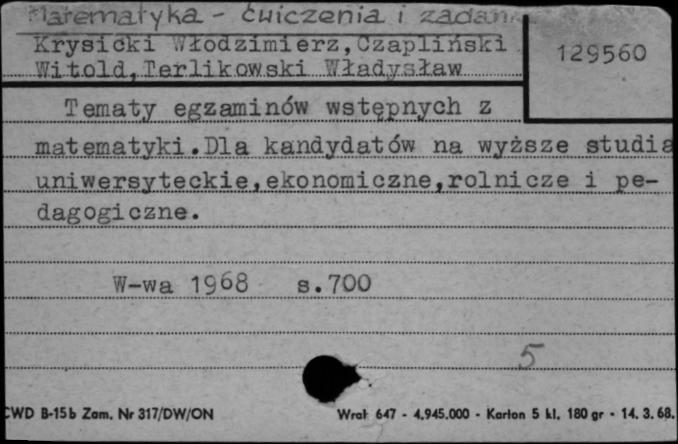 Matematyka - ćwiczenia i zadan
Krysicki Włodzimierz,Czapliński
Witold,Terlikowski Władysław
129560
Tematy egzaminów wstępnych z
matematyki.Dla kandydatów na wyższe studia
uniwersyteckie,ekonomiczne,rolnicze i pe-
dagogiczne.
W-wa 1968 s.700
5
CWD B-15b Zam. Nr 317/DW/ON
Wrał 647 - 4.945.000 - Karton 5 kl. 180 gr - 14. 3. 68.